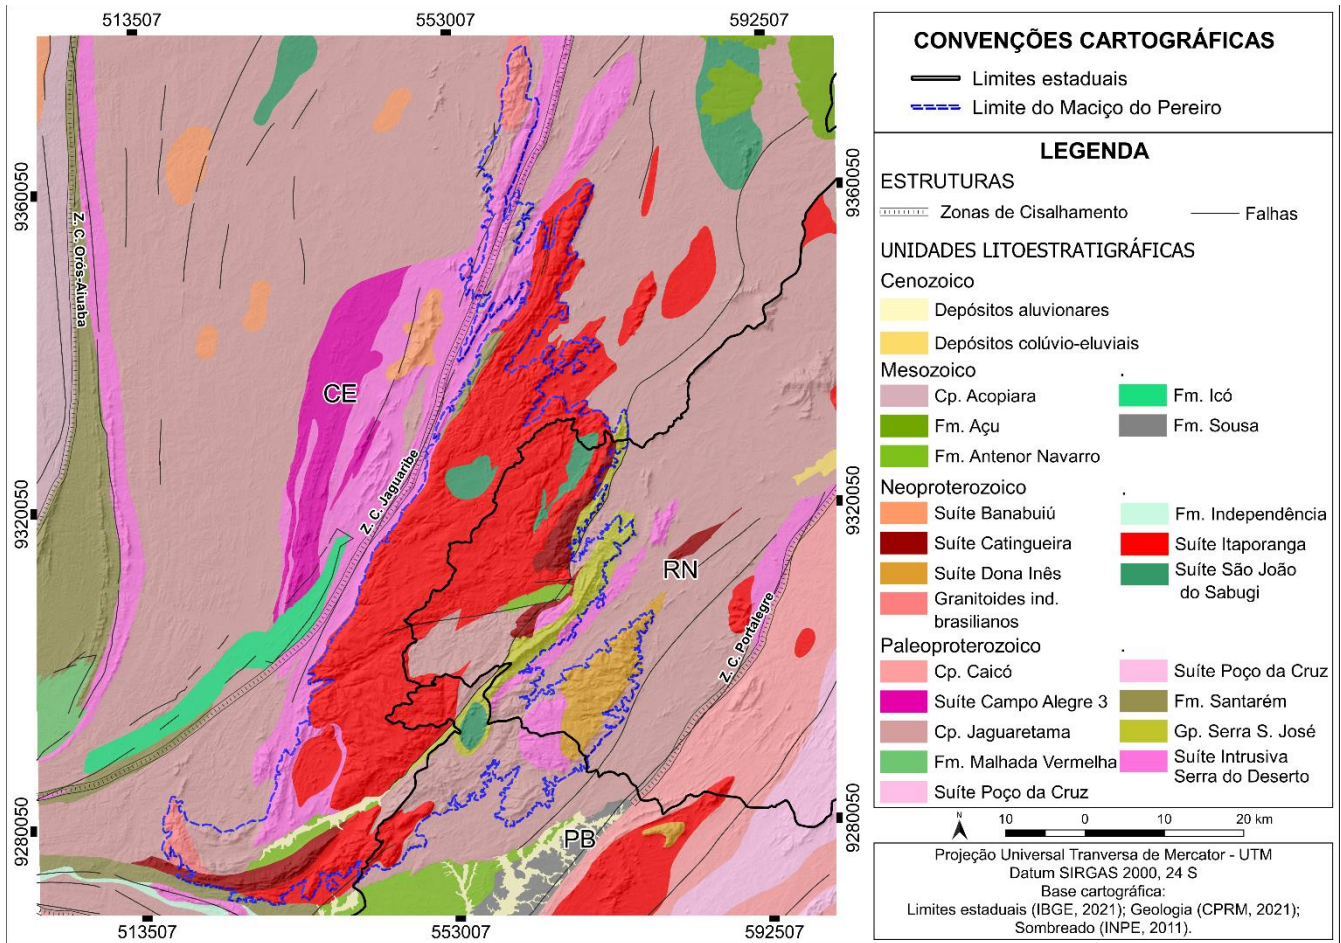 513507
553007
592507
9360050
9320050
9280050
9360050
9320050
9280050
513507
553007
592507
Z. C. Orós-Aiuaba
CE
Z. C. Jaguaribe
RN
Z. C. Portalegre
PB
CONVENÇÕES CARTOGRÁFICAS
Limites estaduais
Limite do Maciço do Pereiro
LEGENDA
ESTRUTURAS
Zonas de Cisalhamento
Falhas
UNIDADES LITOESTRATIGRÁFICAS
Cenozoico
Depósitos aluvionares
Depósitos colúvio-eluviais
Mesozoico
Cp. Acopiara
Fm. Açu
Fm. Antenor Navarro
Fm. Icó
Fm. Sousa
Neoproterozoico
Suíte Banabuiú
Suíte Catingueira
Suíte Dona Inês
Granitoides ind.
brasilianos
Fm. Independência
Suíte Itaporanga
Suíte São João
do Sabugi
Paleoproterozoico
Cp. Caicó
Suíte Campo Alegre 3
Cp. Jaguaretama
Fm. Malhada Vermelha
Suíte Poço da Cruz
Suíte Poço da Cruz
Fm. Santarém
Gp. Serra S. José
Suíte Intrusiva
Serra do Deserto
N
10 0 10 20 km
Projeção Universal Tranversa de Mercator - UTM
Datum SIRGAS 2000, 24 S
Base cartográfica:
Limites estaduais (IBGE, 2021); Geologia (CPRM, 2021);
Sombreado (INPE, 2011).